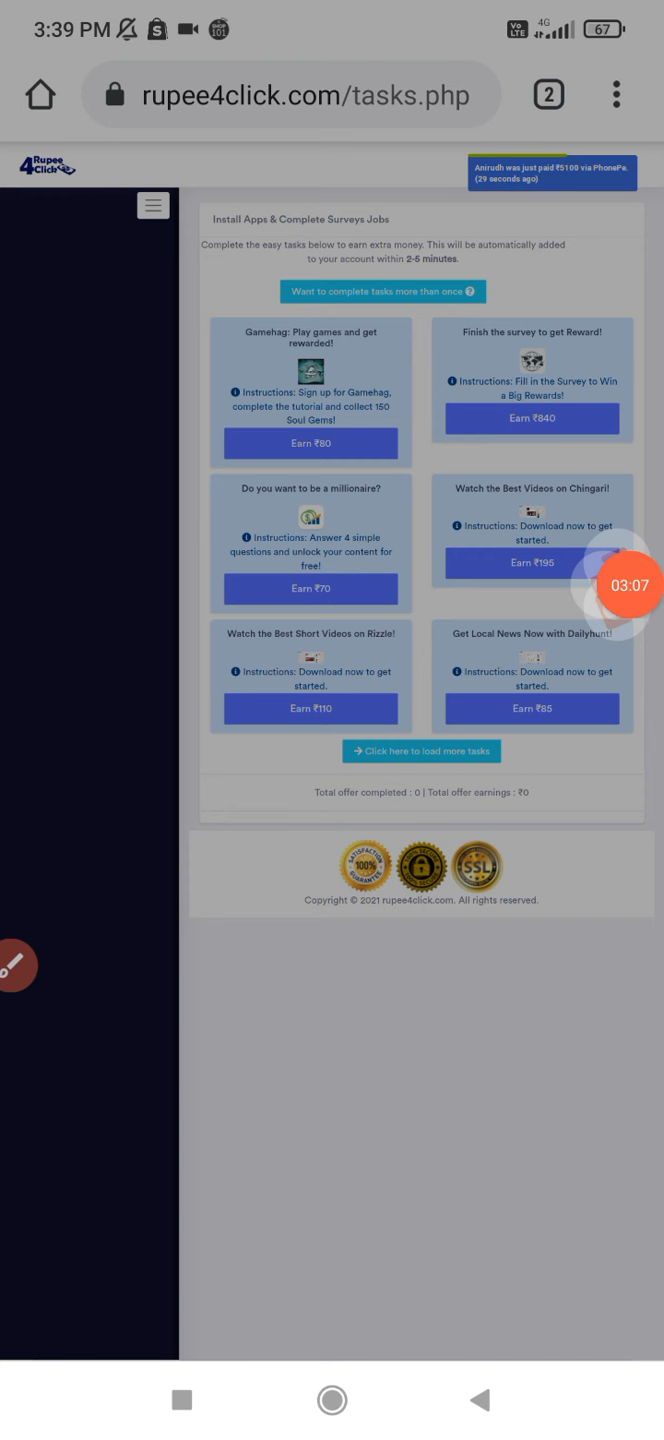 3:39 PM
Vo LTE 4G 67
rupee4click.com/tasks.php
2
4 Rupee Click
Anirudh was just paid ₹5100 via PhonePe.
(29 seconds ago)
Install Apps & Complete Surveys Jobs
Complete the easy tasks below to earn extra money. This will be automatically added
to your account within 2-5 minutes.
Want to complete tasks more than once
Gamehag: Play games and get
rewarded!
Instructions: Sign up for Gamehag,
complete the tutorial and collect 150
Soul Gems!
Earn ₹80
Finish the survey to get Reward!
Instructions: Fill in the Survey to Win
a Big Rewards!
Earn ₹840
Do you want to be a millionaire?
Instructions: Answer 4 simple
questions and unlock your content for
free!
Earn ₹70
Watch the Best Videos on Chingari!
Instructions: Download now to get
started.
Earn ₹195
03:07
Watch the Best Short Videos on Rizzle!
Instructions: Download now to get
started.
Earn ₹110
Get Local News Now with Dailyhunt!
Instructions: Download now to get
started.
Earn ₹85
Click here to load more tasks
Total offer completed : 0 | Total offer earnings : ₹0
SATISFACTION
100%
GUARANTEE
SSL
Copyright © 2021 rupee4click.com. All rights reserved.